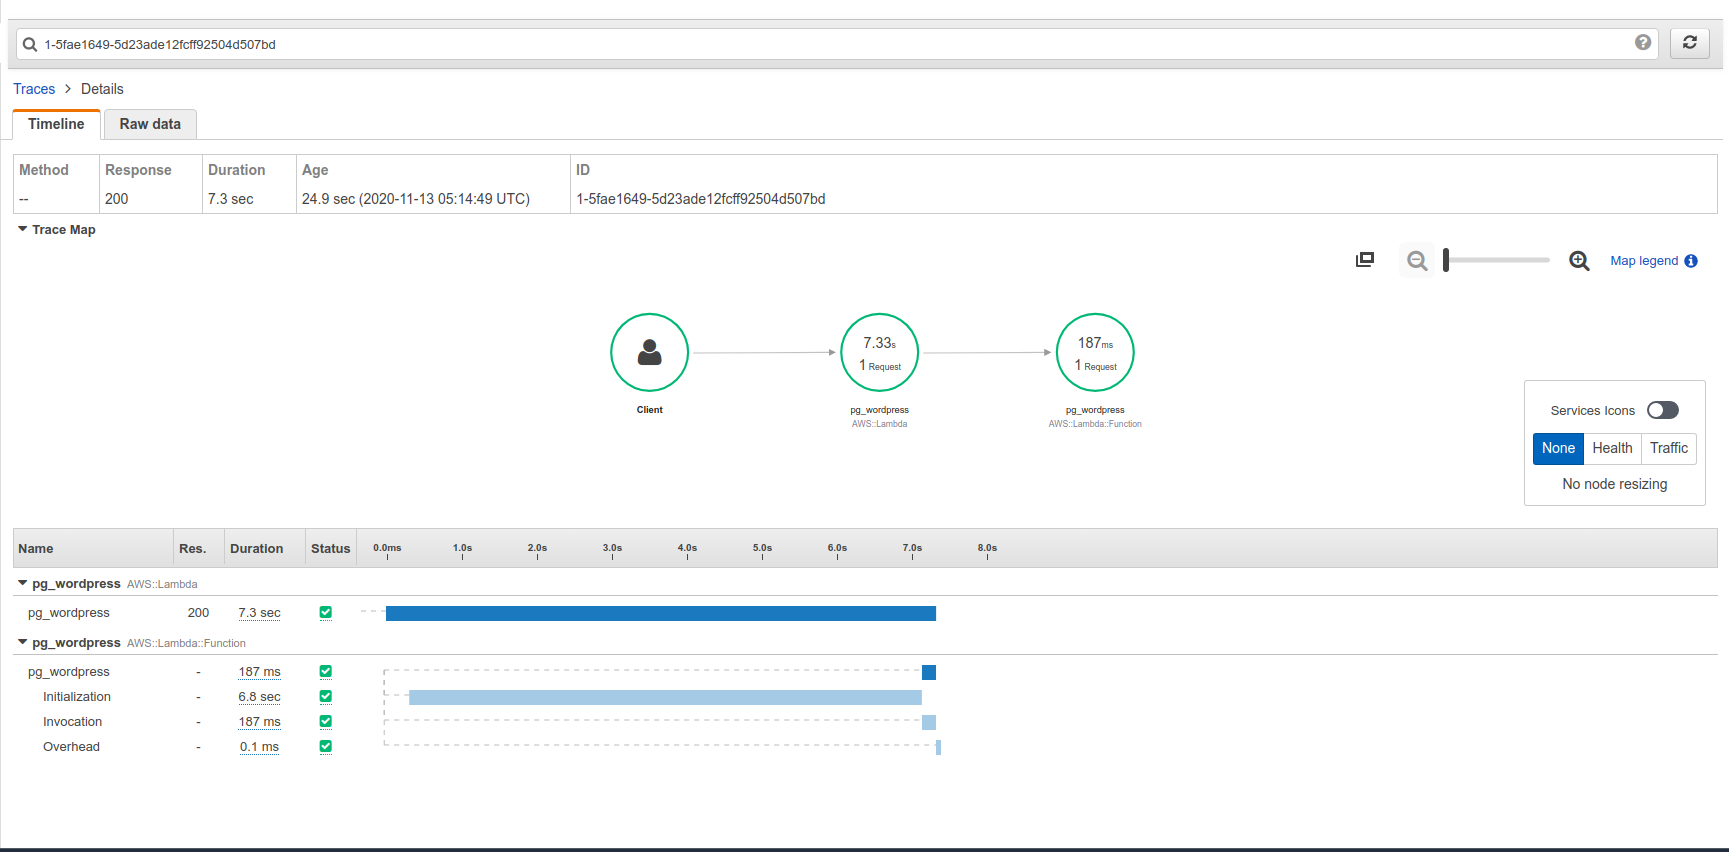 1-5fae1649-5d23ade12fcff92504d507bd
Traces > Details
Timeline Raw data
Method Response Duration Age ID
-- 200 7.3 sec 24.9 sec (2020-11-13 05:14:49 UTC) 1-5fae1649-5d23ade12fcff92504d507bd
Trace Map
Map legend
7.33s 187ms
1 Request 1 Request
Client pg_wordpress pg_wordpress
AWS::Lambda AWS::Lambda::Function
Services Icons
None Health Traffic
No node resizing
Name Res. Duration Status 0.0ms 1.0s 2.0s 3.0s 4.0s 5.0s 6.0s 7.0s 8.0s
pg_wordpress AWS::Lambda
pg_wordpress 200 7.3 sec
pg_wordpress AWS::Lambda::Function
pg_wordpress - 187 ms
Initialization - 6.8 sec
Invocation - 187 ms
Overhead - 0.1 ms